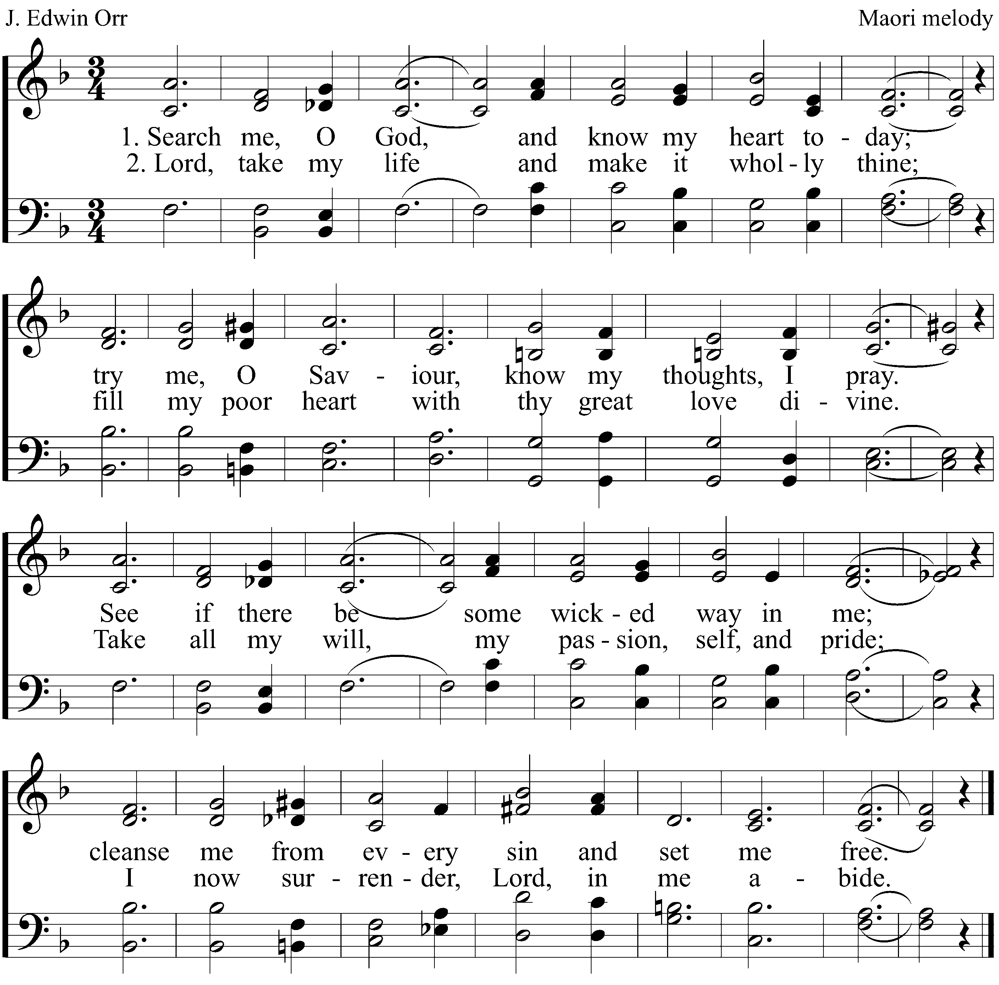 J. Edwin Orr Maori melody
3 4
1. Search me, O God, and know my heart to - day;
2. Lord, take my life and make it whol - ly thine;
3 4
try me, O Sav - iour, know my thoughts, I pray.
fill my poor heart with thy great love di - vine.
See if there be some wick - ed way in me;
Take all my will, my pas - sion, self, and pride;
cleanse me from ev - ery sin and set me free.
I now sur - ren - der, Lord, in me a - bide.